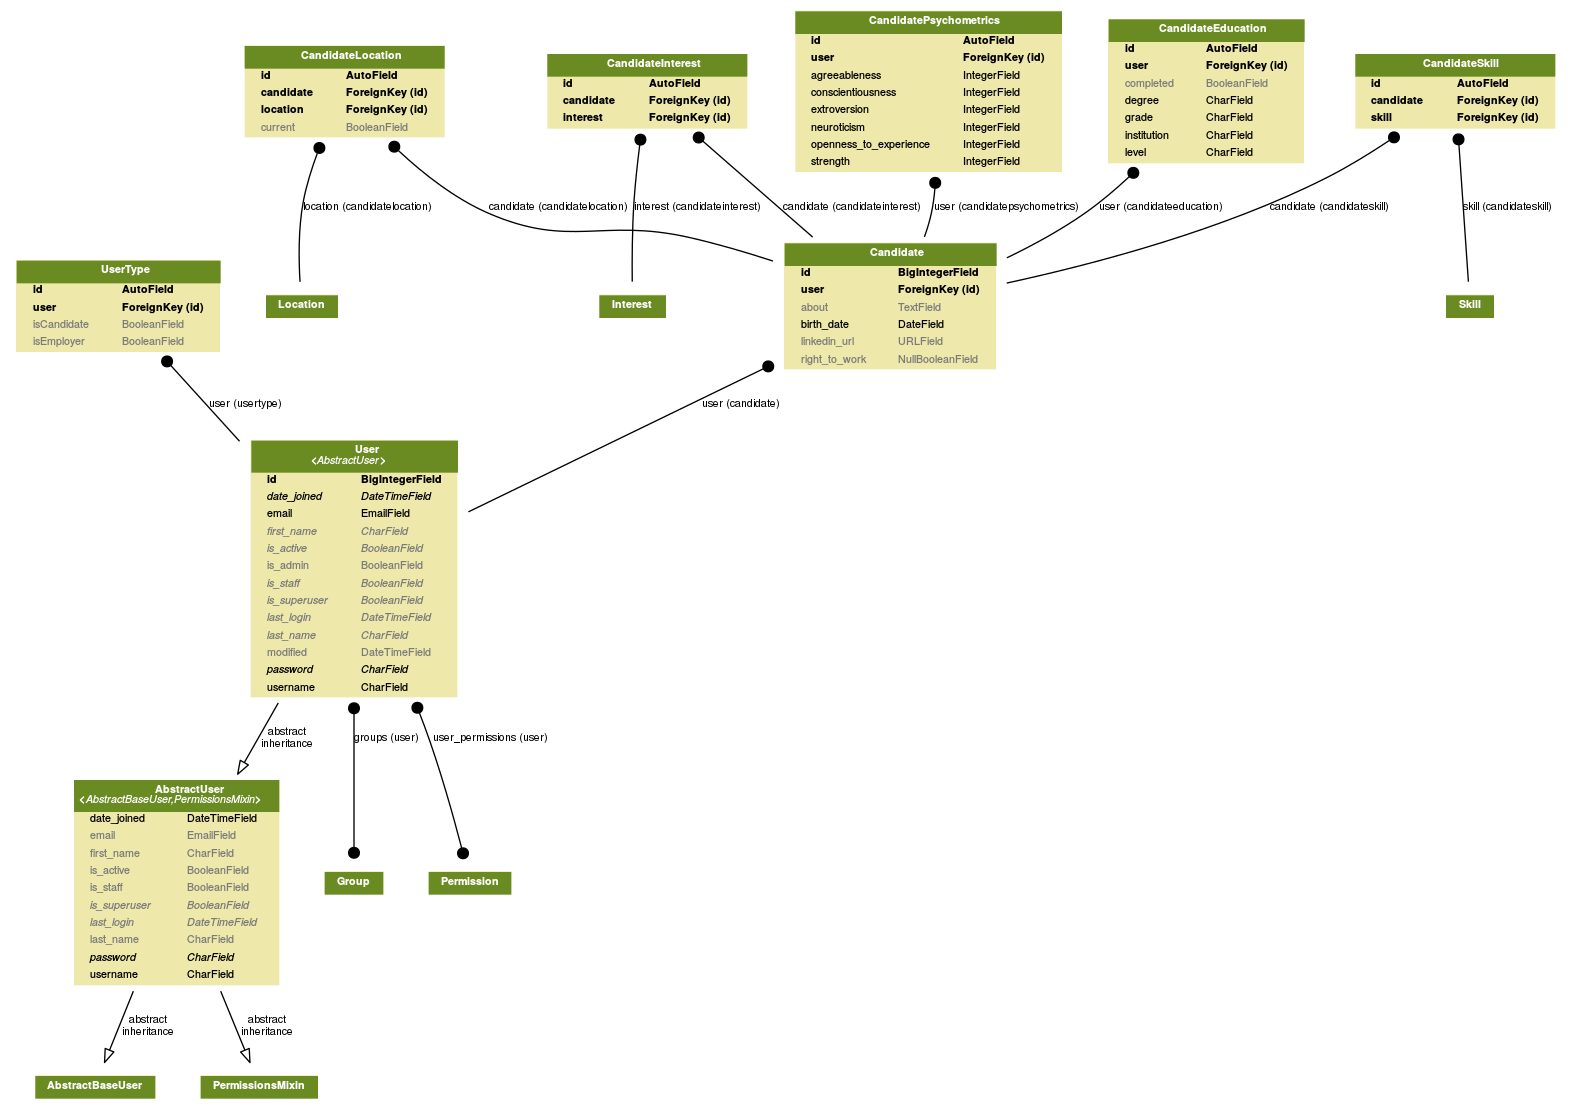 CandidateLocation
id AutoField
candidate ForeignKey (id)
location ForeignKey (id)
current BooleanField
CandidateInterest
id AutoField
candidate ForeignKey (id)
interest ForeignKey (id)
CandidatePsychometrics
id AutoField
user ForeignKey (id)
agreeableness IntegerField
conscientiousness IntegerField
extroversion IntegerField
neuroticism IntegerField
openness_to_experience IntegerField
strength IntegerField
CandidateEducation
id AutoField
user ForeignKey (id)
completed BooleanField
degree CharField
grade CharField
institution CharField
level CharField
CandidateSkill
id AutoField
candidate ForeignKey (id)
skill ForeignKey (id)
location (candidatelocation)
candidate (candidatelocation)
interest (candidateinterest)
candidate (candidateinterest)
user (candidatepsychometrics)
user (candidateeducation)
candidate (candidateskill)
skill (candidateskill)
UserType
id AutoField
user ForeignKey (id)
isCandidate BooleanField
isEmployer BooleanField
Location
Interest
Candidate
id BigIntegerField
user ForeignKey (id)
about TextField
birth_date DateField
linkedin_url URLField
right_to_work NullBooleanField
Skill
user (usertype)
user (candidate)
User
<AbstractUser>
id BigIntegerField
date_joined DateTimeField
email EmailField
first_name CharField
is_active BooleanField
is_admin BooleanField
is_staff BooleanField
is_superuser BooleanField
last_login DateTimeField
last_name CharField
modified DateTimeField
password CharField
username CharField
abstract
inheritance
groups (user)
user_permissions (user)
AbstractUser
<AbstractBaseUser,PermissionsMixin>
date_joined DateTimeField
email EmailField
first_name CharField
is_active BooleanField
is_staff BooleanField
is_superuser BooleanField
last_login DateTimeField
last_name CharField
password CharField
username CharField
Group
Permission
abstract
inheritance
abstract
inheritance
AbstractBaseUser
PermissionsMixin